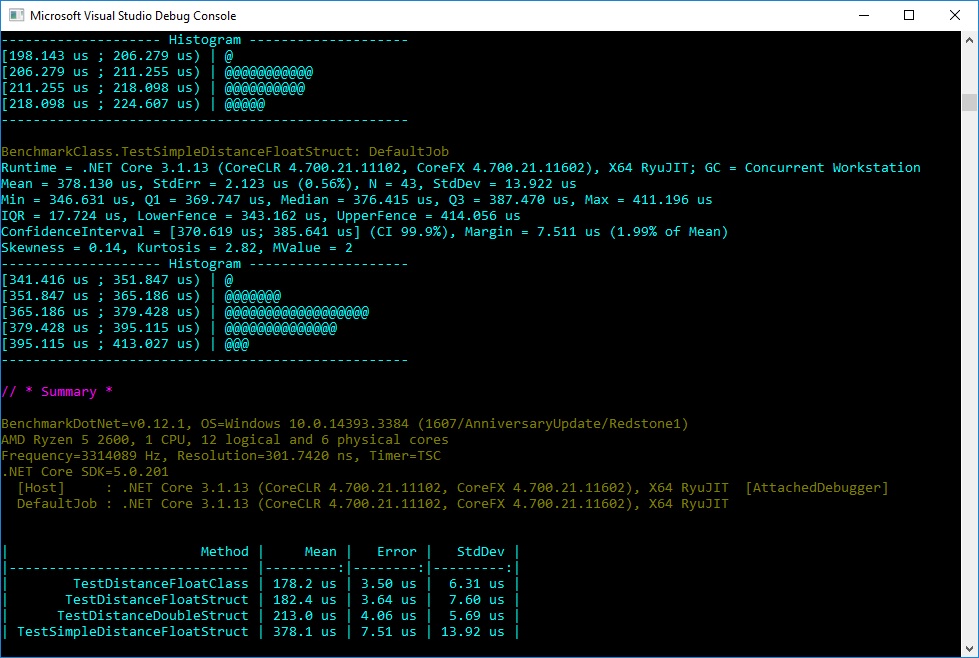 Microsoft Visual Studio Debug Console
-------------------- Histogram --------------------
[198.143 us ; 206.279 us) | @
[206.279 us ; 211.255 us) | @@@@@@@@@@@
[211.255 us ; 218.098 us) | @@@@@@@@@@
[218.098 us ; 224.607 us) | @@@@@
---------------------------------------------------
BenchmarkClass.TestSimpleDistanceFloatStruct: DefaultJob
Runtime = .NET Core 3.1.13 (CoreCLR 4.700.21.11102, CoreFX 4.700.21.11602), X64 RyuJIT; GC = Concurrent Workstation
Mean = 378.130 us, StdErr = 2.123 us (0.56%), N = 43, StdDev = 13.922 us
Min = 346.631 us, Q1 = 369.747 us, Median = 376.415 us, Q3 = 387.470 us, Max = 411.196 us
IQR = 17.724 us, LowerFence = 343.162 us, UpperFence = 414.056 us
ConfidenceInterval = [370.619 us; 385.641 us] (CI 99.9%), Margin = 7.511 us (1.99% of Mean)
Skewness = 0.14, Kurtosis = 2.82, MValue = 2
-------------------- Histogram --------------------
[341.416 us ; 351.847 us) | @
[351.847 us ; 365.186 us) | @@@@@@@
[365.186 us ; 379.428 us) | @@@@@@@@@@@@@@@@@@
[379.428 us ; 395.115 us) | @@@@@@@@@@@@@@
[395.115 us ; 413.027 us) | @@@
---------------------------------------------------
// * Summary *
BenchmarkDotNet=v0.12.1, OS=Windows 10.0.14393.3384 (1607/AnniversaryUpdate/Redstone1)
AMD Ryzen 5 2600, 1 CPU, 12 logical and 6 physical cores
Frequency=3314089 Hz, Resolution=301.7420 ns, Timer=TSC
.NET Core SDK=5.0.201
  [Host]     : .NET Core 3.1.13 (CoreCLR 4.700.21.11102, CoreFX 4.700.21.11602), X64 RyuJIT  [AttachedDebugger]
  DefaultJob : .NET Core 3.1.13 (CoreCLR 4.700.21.11102, CoreFX 4.700.21.11602), X64 RyuJIT
|                        Method |     Mean |   Error |   StdDev |
|------------------------------ |---------:|--------:|---------:|
|        TestDistanceFloatClass | 178.2 us | 3.50 us |  6.31 us |
|       TestDistanceFloatStruct | 182.4 us | 3.64 us |  7.60 us |
|      TestDistanceDoubleStruct | 213.0 us | 4.06 us |  5.69 us |
| TestSimpleDistanceFloatStruct | 378.1 us | 7.51 us | 13.92 us |